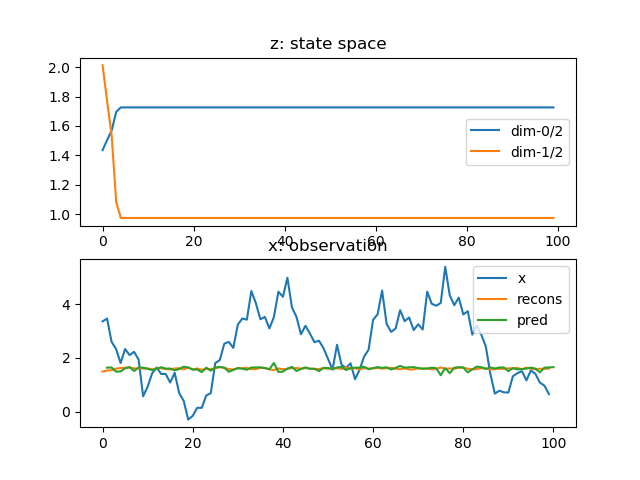 z: state space
2.0
1.8
1.6
1.4
1.2
1.0
dim-0/2
dim-1/2
0 20 40 60 80 100
x: observation
4
2
0
x
recons
pred
0 20 40 60 80 100